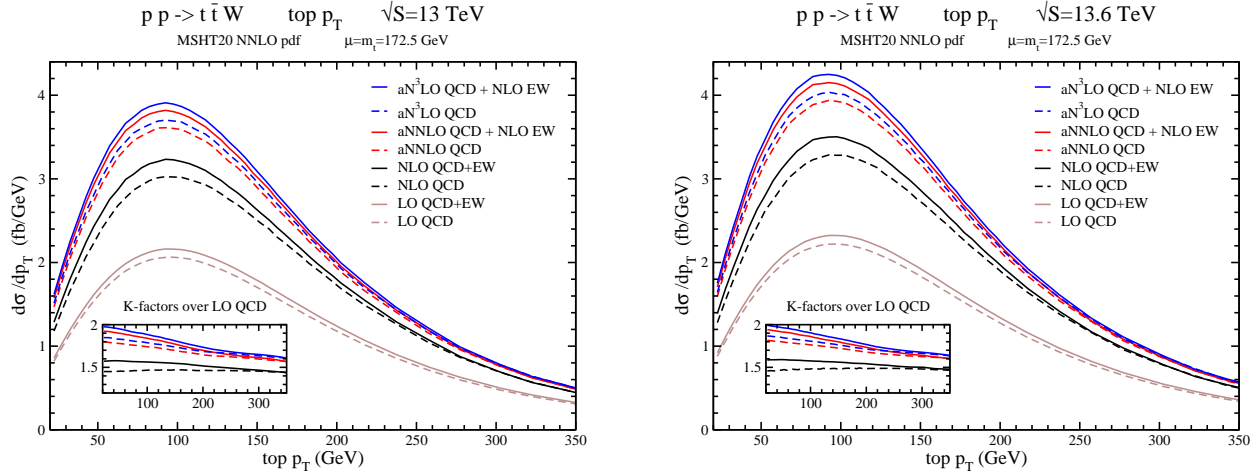 p p -> t t̄ W top p_T √S=13 TeV
MSHT20 NNLO pdf μ=m_t=172.5 GeV
aN³LO QCD + NLO EW
aN³LO QCD
aNNLO QCD + NLO EW
aNNLO QCD
NLO QCD+EW
NLO QCD
LO QCD+EW
LO QCD
dσ/dp_T (fb/GeV)
4
3
2
1
0
K-factors over LO QCD
2
1.5
100 200 300
50 100 150 200 250 300 350
top p_T (GeV)
p p -> t t̄ W top p_T √S=13.6 TeV
MSHT20 NNLO pdf μ=m_t=172.5 GeV
aN³LO QCD + NLO EW
aN³LO QCD
aNNLO QCD + NLO EW
aNNLO QCD
NLO QCD+EW
NLO QCD
LO QCD+EW
LO QCD
dσ/dp_T (fb/GeV)
4
3
2
1
0
K-factors over LO QCD
2
1.5
100 200 300
50 100 150 200 250 300 350
top p_T (GeV)